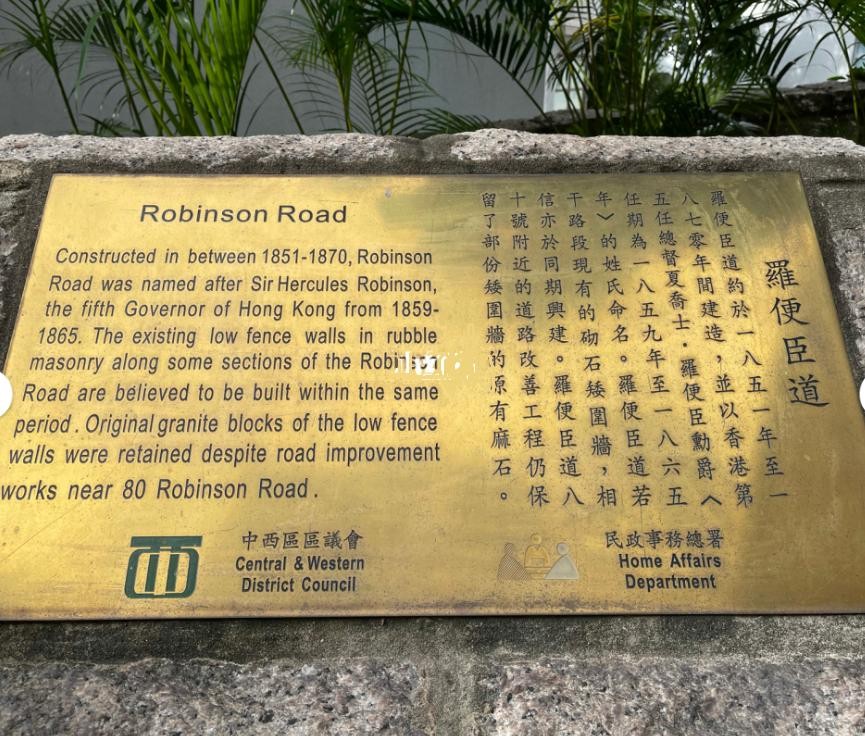 Robinson Road
Constructed in between 1851-1870, Robinson
Road was named after Sir Hercules Robinson,
the fifth Governor of Hong Kong from 1859-
1865. The existing low fence walls in rubble
masonry along some sections of the Robinson
Road are believed to be built within the same
period. Original granite blocks of the low fence
walls were retained despite road improvement
works near 80 Robinson Road.
羅便臣道
羅便臣道約於一八五一年至一
八七零年間建造，並以香港第
五任總督夏喬士．羅便臣勳爵〈
任期為一八五九年至一八六五
年〉的姓氏命名。羅便臣道若
干路段現有的砌石矮圍牆，相
信亦於同期興建。羅便臣道八
十號附近的道路改善工程仍保
留了部份矮圍牆的原有麻石。
中西區區議會
Central & Western
District Council
民政事務總署
Home Affairs
Department